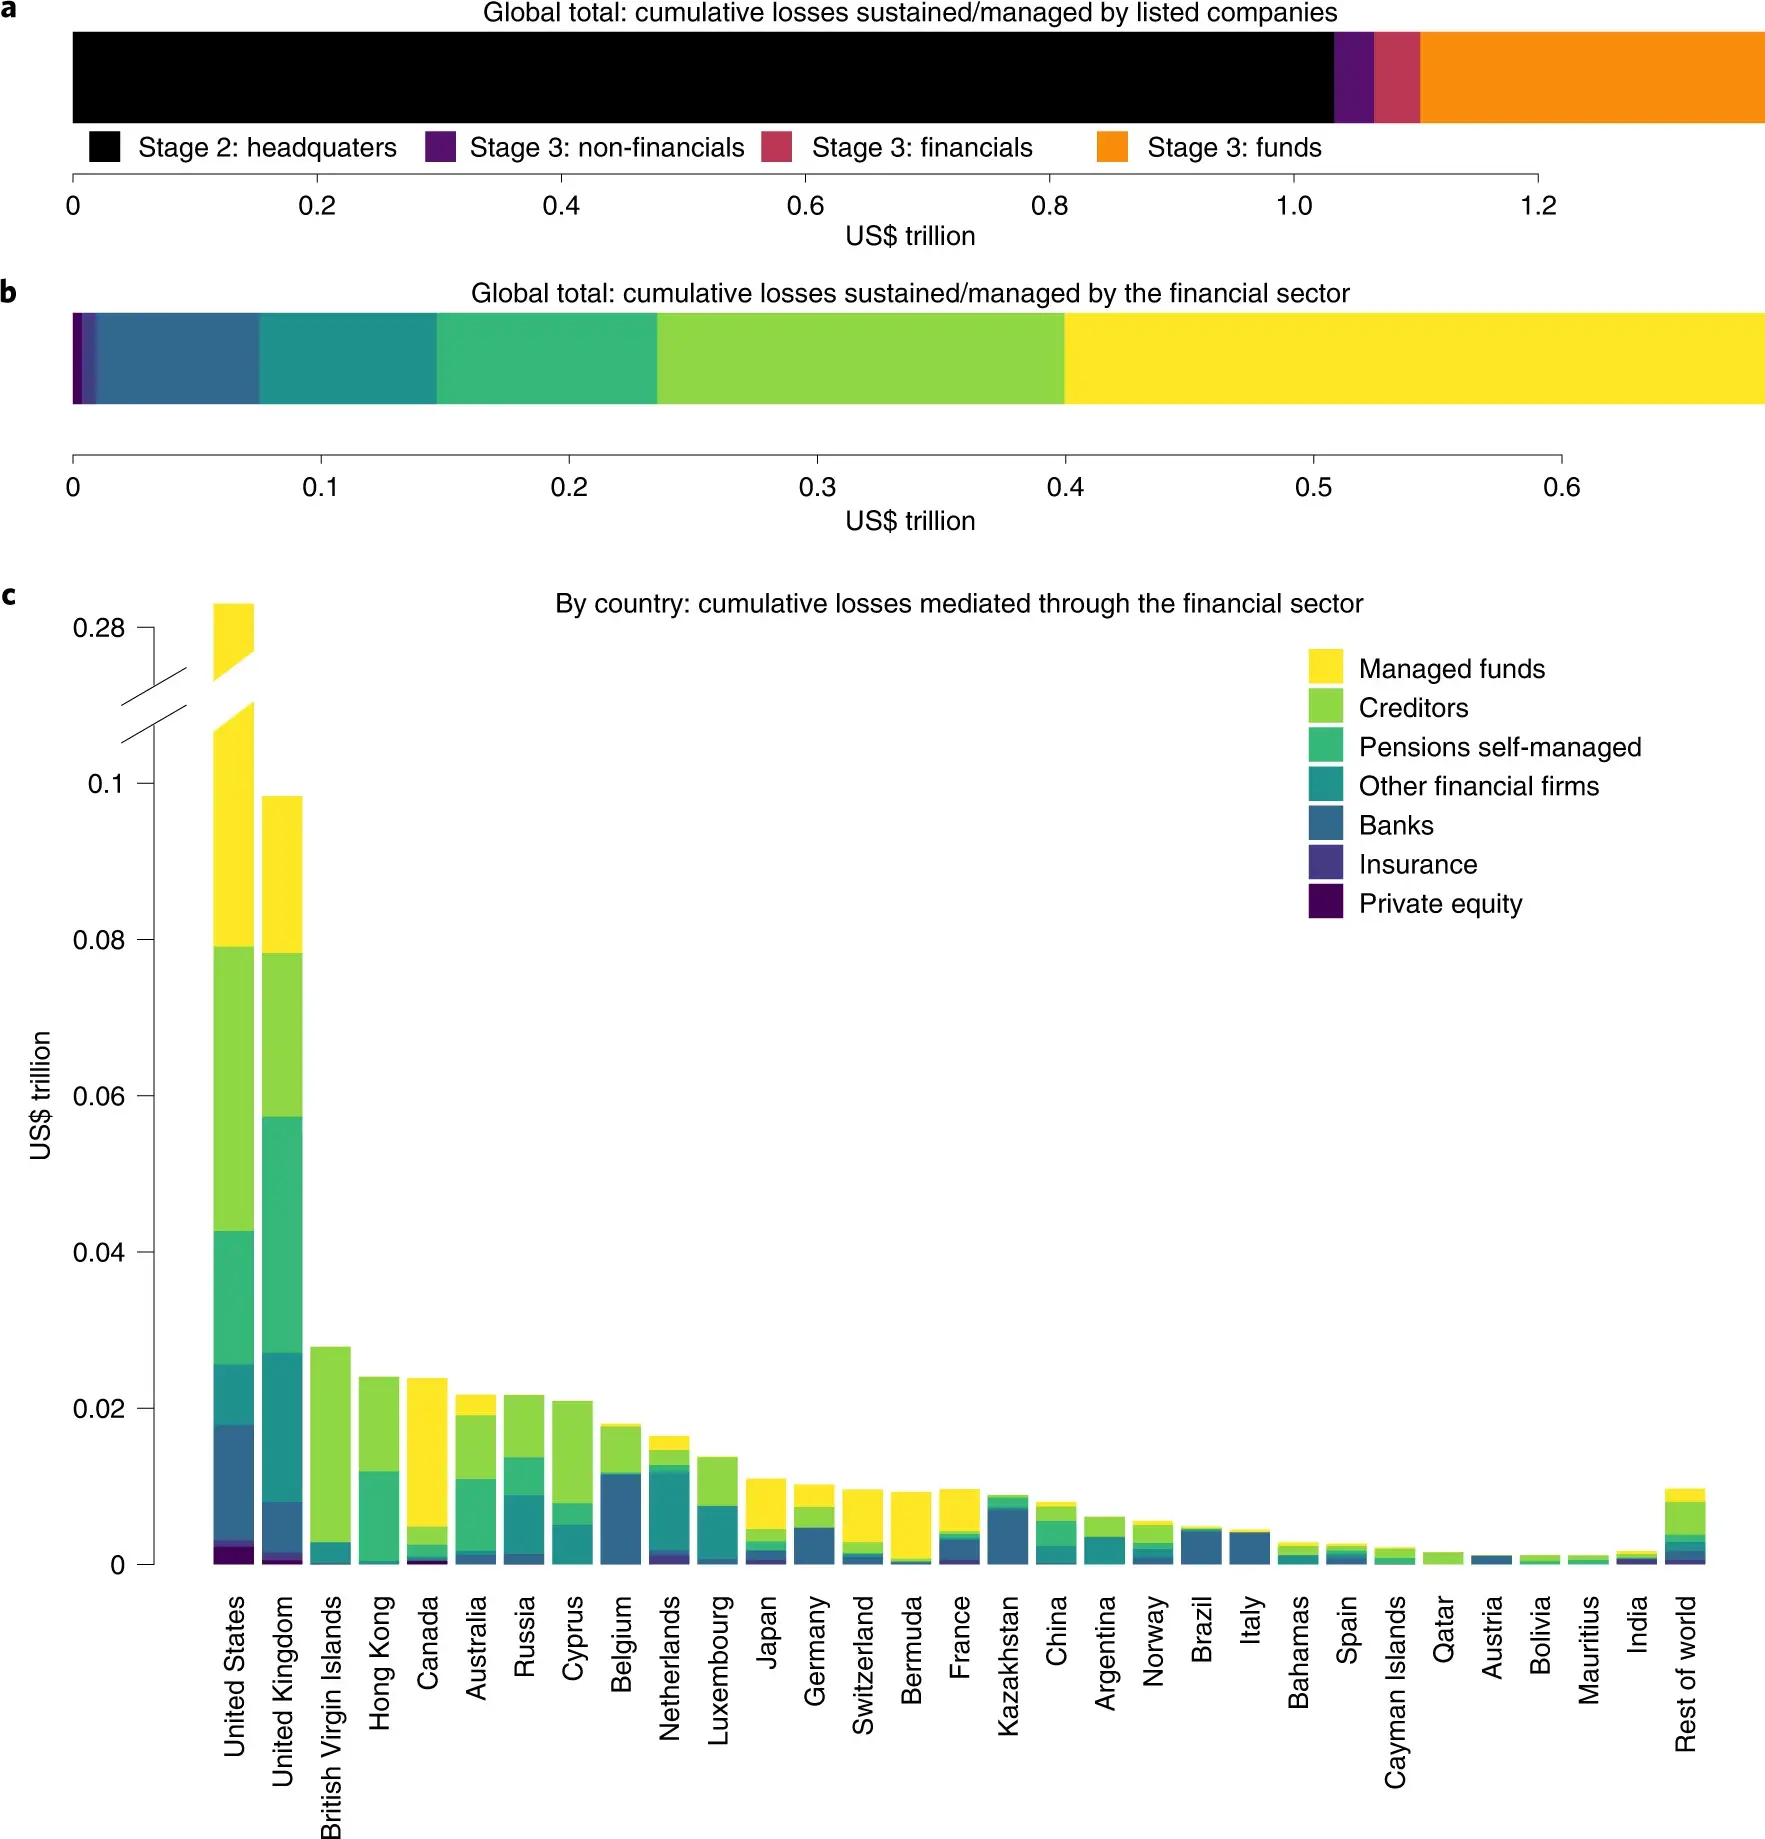 a
Global total: cumulative losses sustained/managed by listed companies
Stage 2: headquaters Stage 3: non-financials Stage 3: financials Stage 3: funds
0 0.2 0.4 0.6 0.8 1.0 1.2
US$ trillion
b
Global total: cumulative losses sustained/managed by the financial sector
0 0.1 0.2 0.3 0.4 0.5 0.6
US$ trillion
c
By country: cumulative losses mediated through the financial sector
0.28
0.1
0.08
0.06
0.04
0.02
0
US$ trillion
Managed funds
Creditors
Pensions self-managed
Other financial firms
Banks
Insurance
Private equity
United States
United Kingdom
British Virgin Islands
Hong Kong
Canada
Australia
Russia
Cyprus
Belgium
Netherlands
Luxembourg
Japan
Germany
Switzerland
Bermuda
France
Kazakhstan
China
Argentina
Norway
Brazil
Italy
Bahamas
Spain
Cayman Islands
Qatar
Austria
Bolivia
Mauritius
India
Rest of world